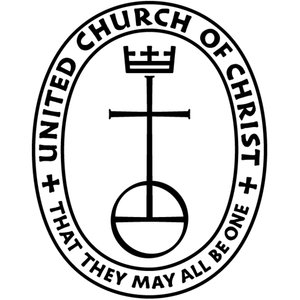 UNITED CHURCH OF CHRIST
THAT THEY MAY ALL BE ONE